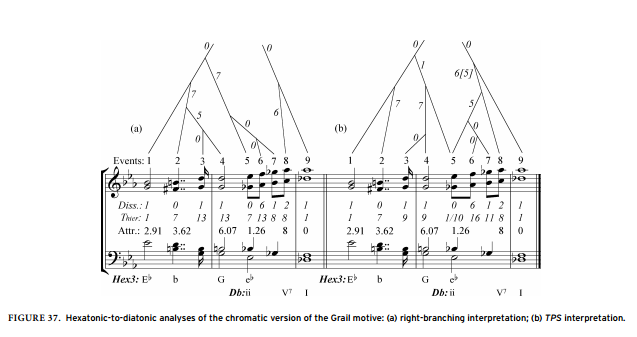 0 0 0 0
7 1 6[5]
7 7 7 5
5 0 6 0
0 0 0 0
(a) (b)
Events: 1 2 3 4 5 6 7 8 9 1 2 3 4 5 6 7 8 9
Diss.: 1 0 1 1 0 6 1 2 1 1 0 1 1 0 6 1 2 1
Thier: 1 7 13 13 7 13 8 8 1 1 7 9 9 1/10 16 11 8 1
Attr.: 2.91 3.62 6.07 1.26 8 0 2.91 3.62 6.07 1.26 8 0
Hex3: E♭ b G e♭ Hex3: E♭ b G e♭
Db: ii V⁷ I Db: ii V⁷ I
FIGURE 37. Hexatonic-to-diatonic analyses of the chromatic version of the Grail motive: (a) right-branching interpretation; (b) TPS interpretation.